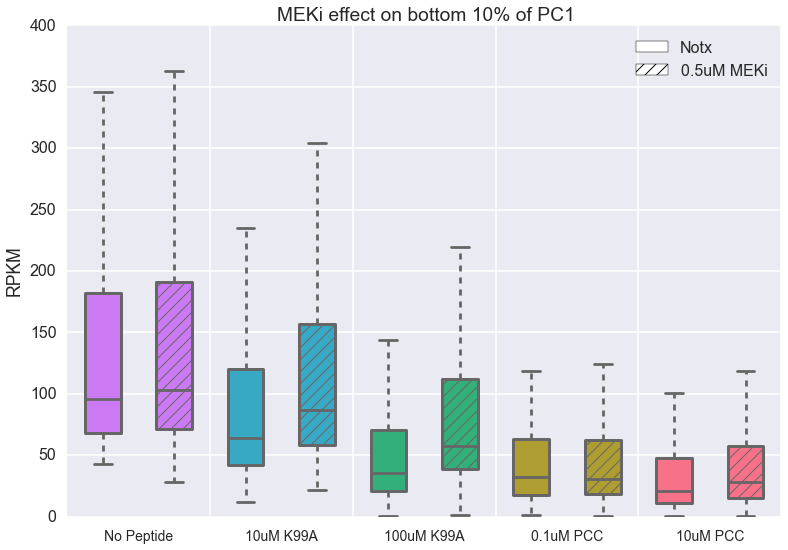 MEKi effect on bottom 10% of PC1
400
350
300
250
200
150
100
50
0
RPKM
Notx
0.5uM MEKi
No Peptide
10uM K99A
100uM K99A
0.1uM PCC
10uM PCC